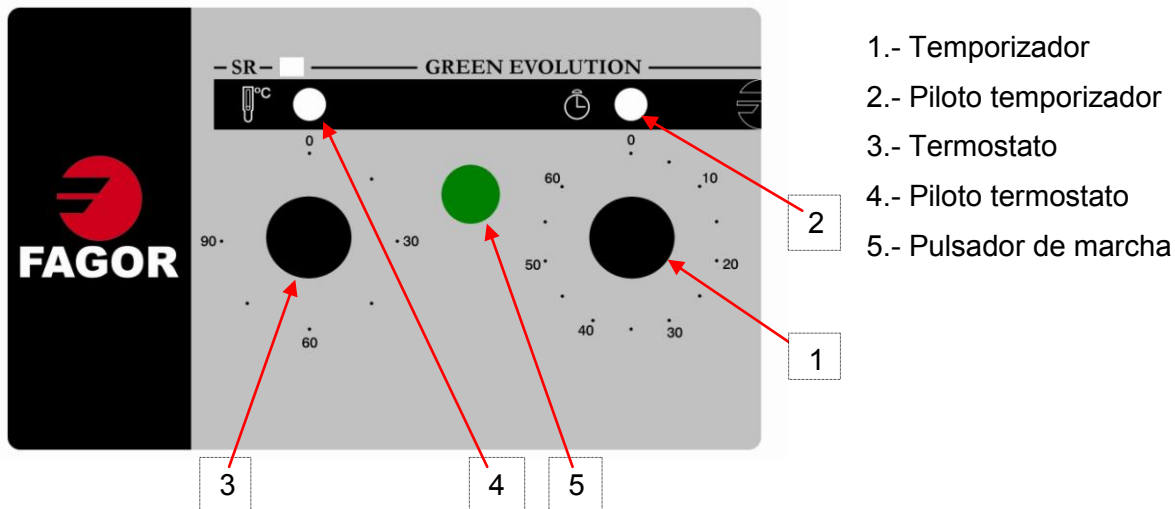 SR GREEN EVOLUTION
°C
0 0
60 10
90 30 50 20
60 40 30
FAGOR
1.- Temporizador
2.- Piloto temporizador
3.- Termostato
4.- Piloto termostato
5.- Pulsador de marcha
2
1
3 4 5